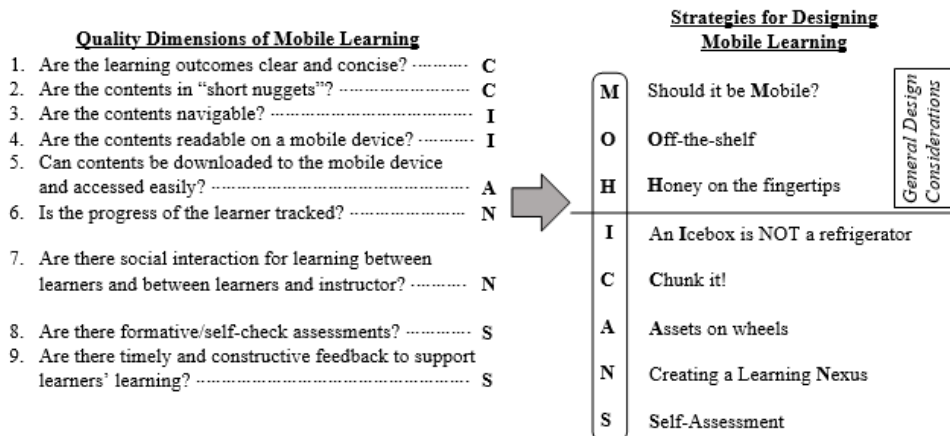 Quality Dimensions of Mobile Learning
1. Are the learning outcomes clear and concise? ············ C
2. Are the contents in “short nuggets”? ············ C
3. Are the contents navigable? ············ I
4. Are the contents readable on a mobile device? ············ I
5. Can contents be downloaded to the mobile device
and accessed easily? ············ A
6. Is the progress of the learner tracked? ············ N
7. Are there social interaction for learning between
learners and between learners and instructor? ············ N
8. Are there formative/self-check assessments? ············ S
9. Are there timely and constructive feedback to support
learners’ learning? ············ S
Strategies for Designing
Mobile Learning
M Should it be Mobile?
O Off-the-shelf
H Honey on the fingertips
I An Icebox is NOT a refrigerator
C Chunk it!
A Assets on wheels
N Creating a Learning Nexus
S Self-Assessment
General Design
Considerations